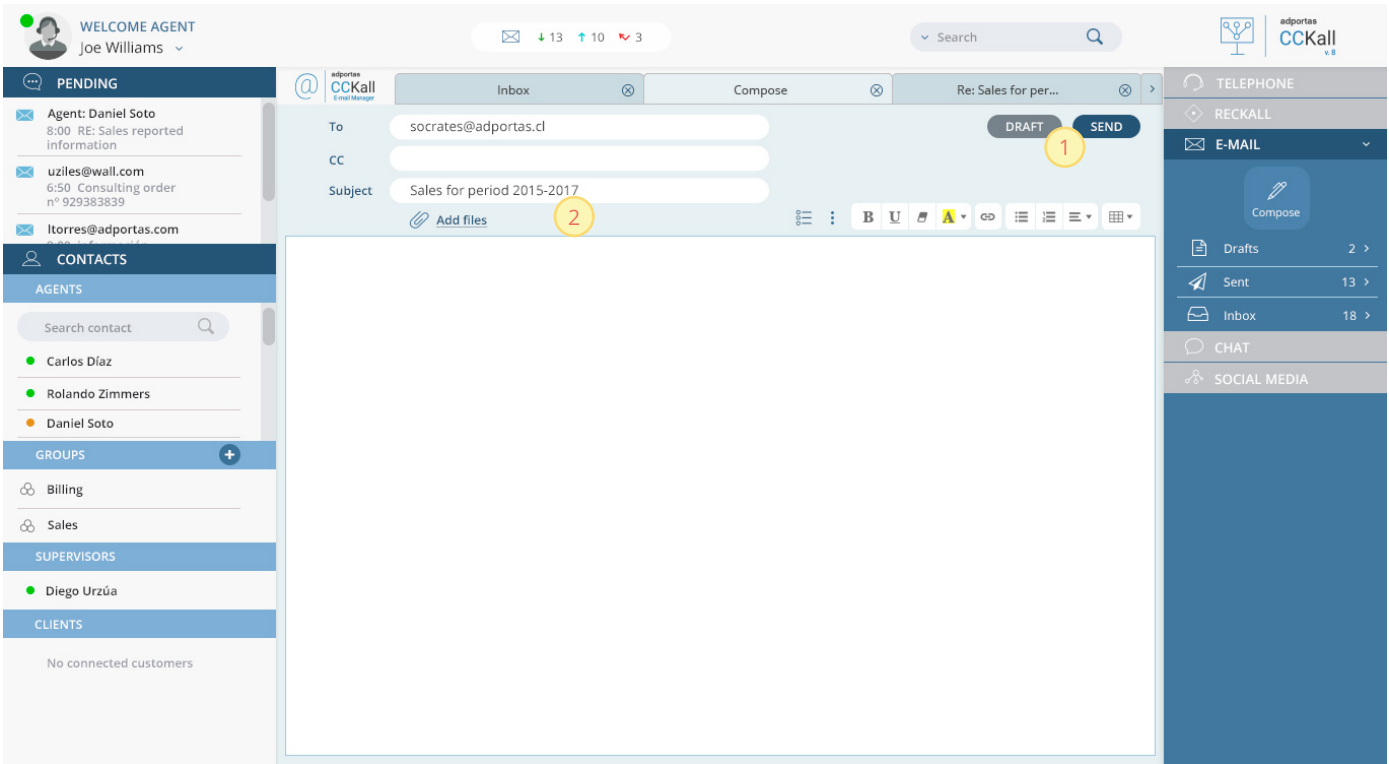 WELCOME AGENT
Joe Williams
13 10 3
Search
adportas
CCKall
v. 8
PENDING
Agent: Daniel Soto
8:00 RE: Sales reported
information
uziles@wall.com
6:50 Consulting order
nº 929383839
ltorres@adportas.com
CONTACTS
AGENTS
Search contact
Carlos Díaz
Rolando Zimmers
Daniel Soto
GROUPS
Billing
Sales
SUPERVISORS
Diego Urzúa
CLIENTS
No connected customers
@ adportas
CCKall
E-mail Manager
Inbox
Compose
Re: Sales for per...
To socrates@adportas.cl
DRAFT SEND
1
CC
Subject Sales for period 2015-2017
Add files
2
B U A
TELEPHONE
RECKALL
E-MAIL
Compose
Drafts 2 >
Sent 13 >
Inbox 18 >
CHAT
SOCIAL MEDIA